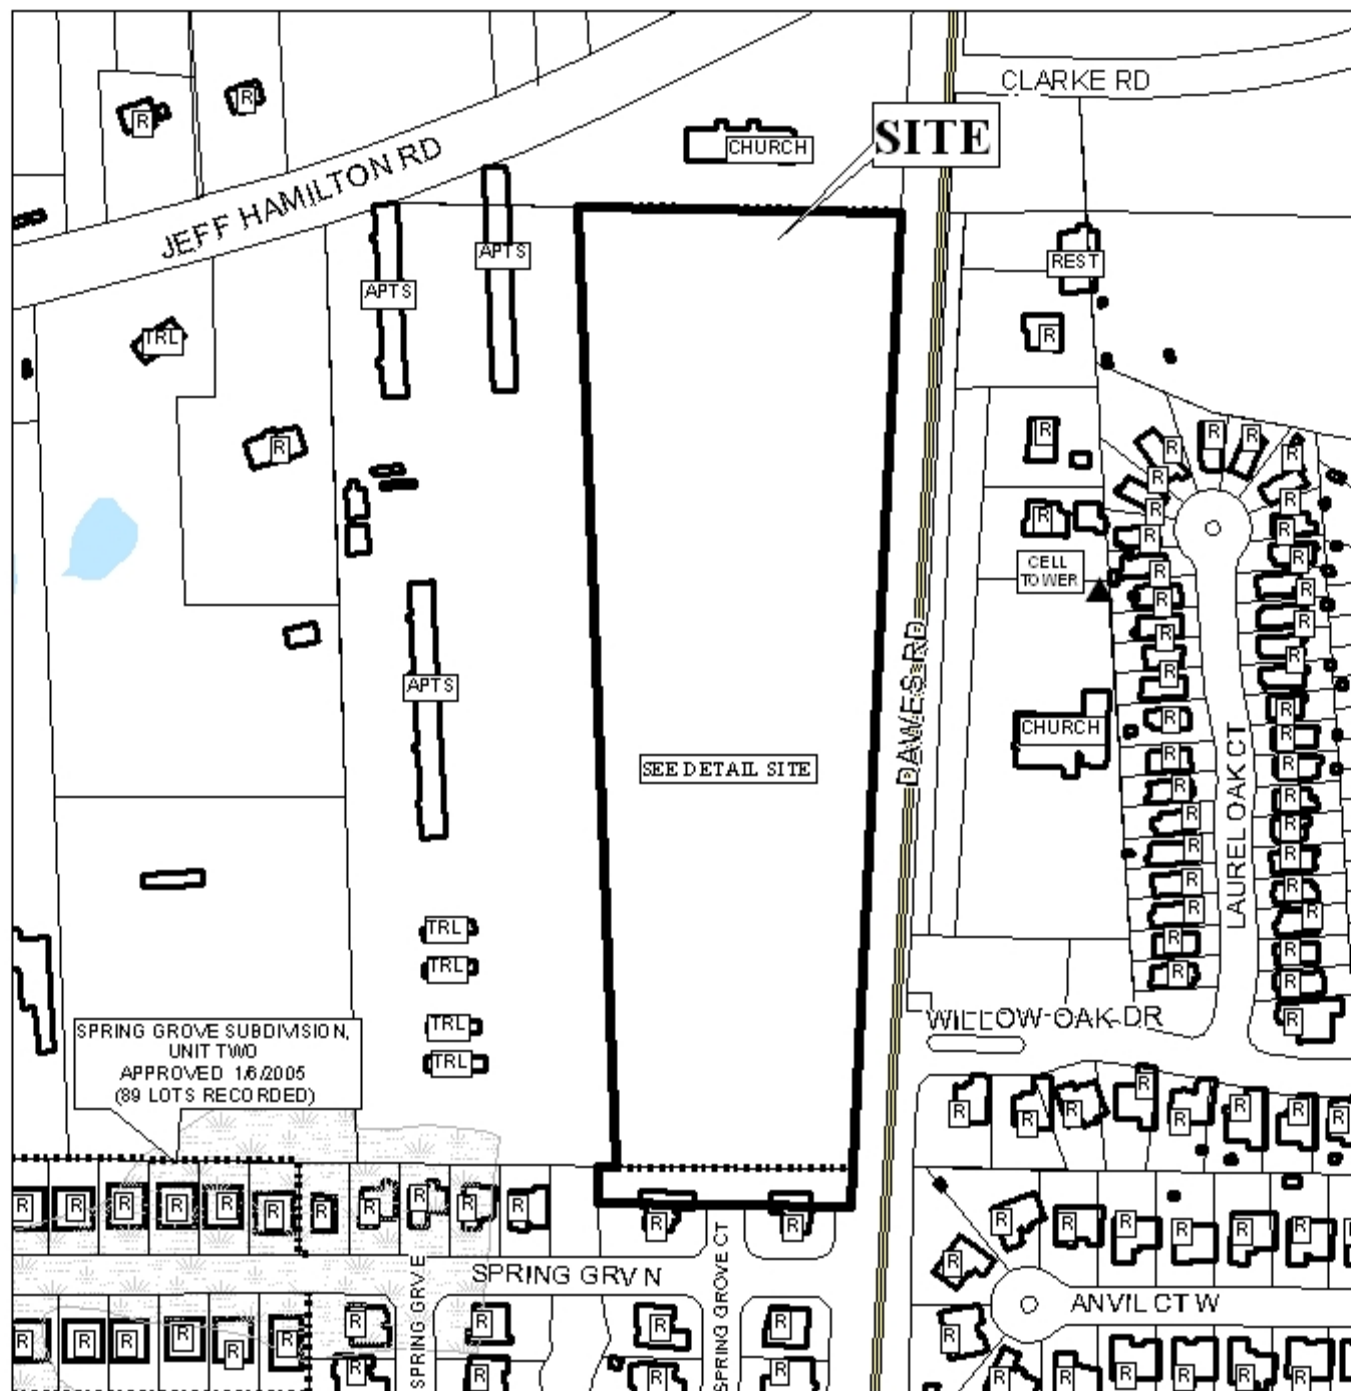 CLARKE RD
SITE
CHURCH
R
R
JEFF HAMILTON RD
APTS
APTS
REST
TRL
R
R
R
R
CELL
TOWER
APTS
DAWES RD
CHURCH
SEE DETAIL SITE
LAUREL OAK CT
TRL
TRL
TRL
TRL
SPRING GROVE SUBDIVISION,
UNIT TWO
APPROVED 1/6/2005
(89 LOTS RECORDED)
WILLOW OAK DR
R R R R R R R R
R R R R R R R R R R R R R
R R R R R R R
SPRING GRV N
SPRING GRVE
SPRING GROVE CT
ANVIL CT W
R R R R R R R R R R